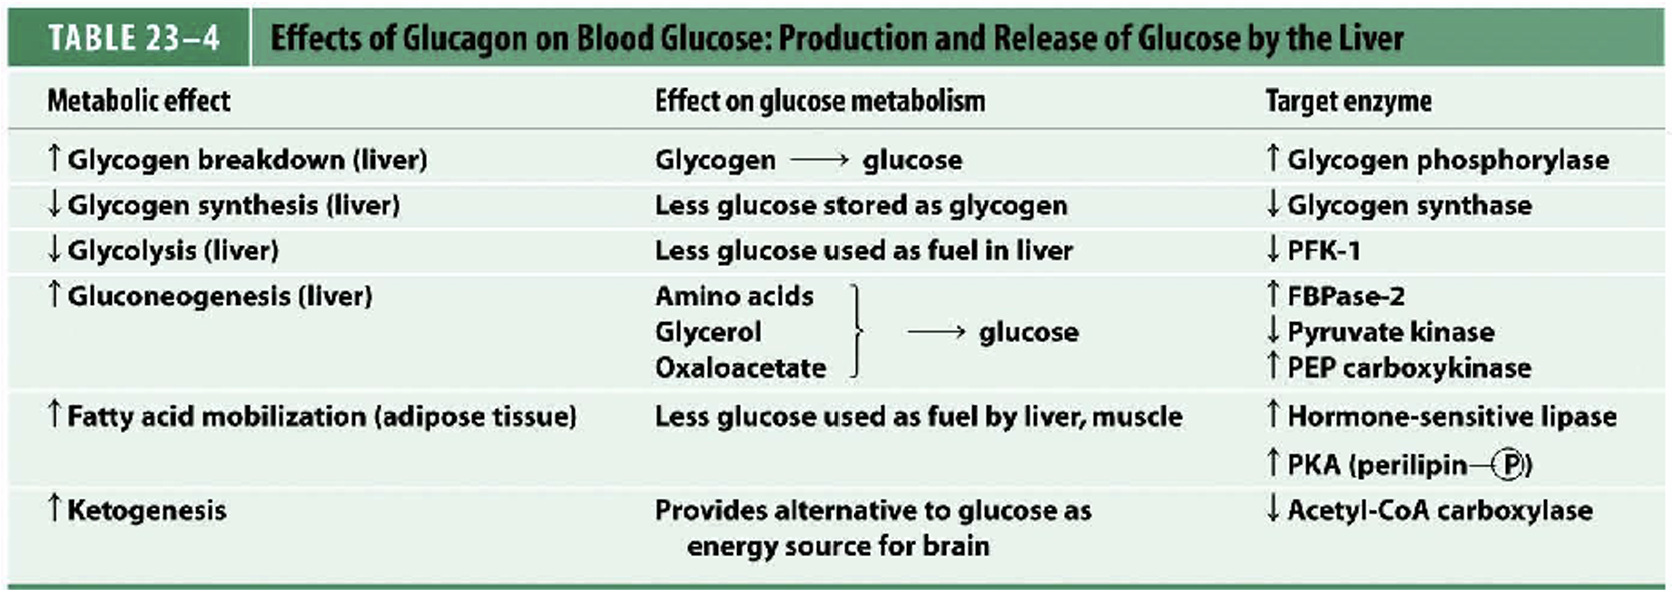 TABLE 23–4 Effects of Glucagon on Blood Glucose: Production and Release of Glucose by the Liver
Metabolic effect Effect on glucose metabolism Target enzyme
↑ Glycogen breakdown (liver) Glycogen ⟶ glucose ↑ Glycogen phosphorylase
↓ Glycogen synthesis (liver) Less glucose stored as glycogen ↓ Glycogen synthase
↓ Glycolysis (liver) Less glucose used as fuel in liver ↓ PFK-1
↑ Gluconeogenesis (liver) Amino acids ↑ FBPase-2
Glycerol ⟶ glucose ↓ Pyruvate kinase
Oxaloacetate ↑ PEP carboxykinase
↑ Fatty acid mobilization (adipose tissue) Less glucose used as fuel by liver, muscle ↑ Hormone-sensitive lipase
↑ PKA (perilipin—Ⓟ)
↑ Ketogenesis Provides alternative to glucose as ↓ Acetyl-CoA carboxylase
energy source for brain